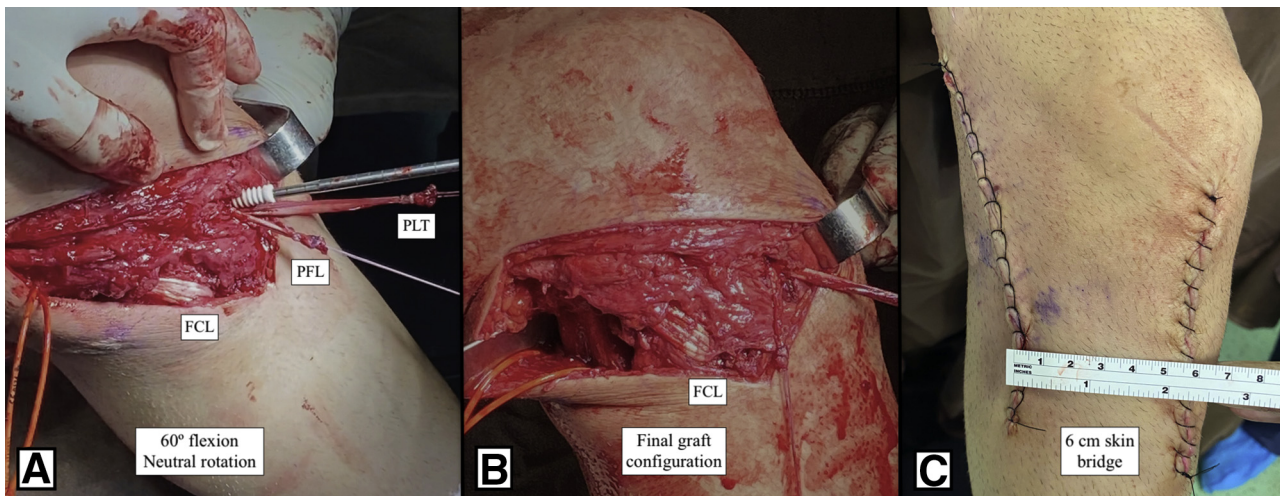 PLT
PFL
FCL
60º flexion
Neutral rotation
A
FCL
Final graft
configuration
B
1 2 3 4 5 6 7 8
METRIC
INCHES
1 2 3
6 cm skin
bridge
C